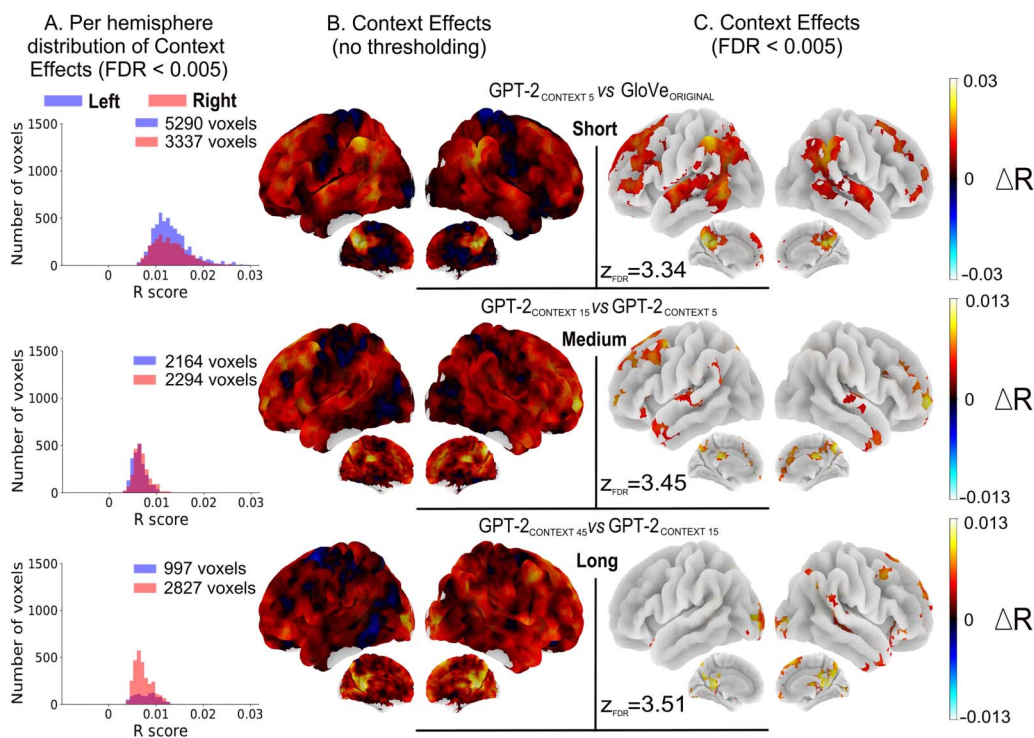 A. Per hemisphere
distribution of Context
Effects (FDR < 0.005)
B. Context Effects
(no thresholding)
C. Context Effects
(FDR < 0.005)
Left
Right
GPT-2CONTEXT 5 vs GloVeORIGINAL
Short
5290 voxels
3337 voxels
1500
1000
500
0
Number of voxels
0 0.01 0.02 0.03
R score
zFDR=3.34
0.03
0
-0.03
ΔR
GPT-2CONTEXT 15 vs GPT-2CONTEXT 5
Medium
2164 voxels
2294 voxels
1500
1000
500
0
Number of voxels
0 0.01 0.02 0.03
R score
zFDR=3.45
0.013
0
−0.013
ΔR
GPT-2CONTEXT 45 vs GPT-2CONTEXT 15
Long
997 voxels
2827 voxels
1500
1000
500
0
Number of voxels
0 0.01 0.02 0.03
R score
zFDR=3.51
0.013
0
−0.013
ΔR